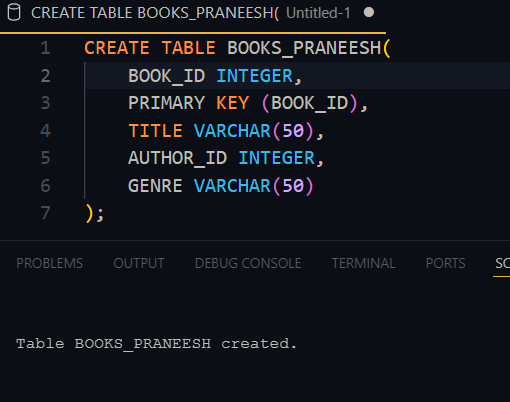 CREATE TABLE BOOKS_PRANEESH( Untitled-1
1 CREATE TABLE BOOKS_PRANEESH(
2 BOOK_ID INTEGER,
3 PRIMARY KEY (BOOK_ID),
4 TITLE VARCHAR(50),
5 AUTHOR_ID INTEGER,
6 GENRE VARCHAR(50)
7 );
PROBLEMS OUTPUT DEBUG CONSOLE TERMINAL PORTS
Table BOOKS_PRANEESH created.